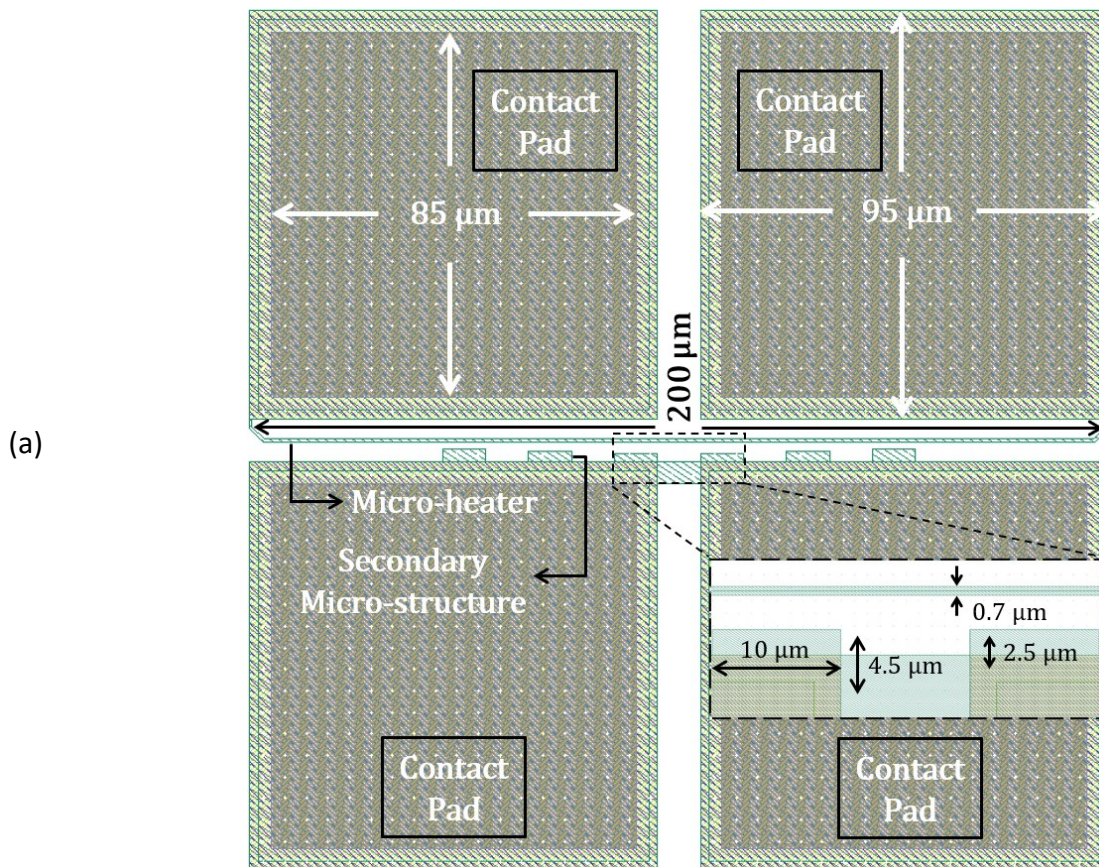 Contact
Pad
Contact
Pad
85 µm
95 µm
200 µm
(a)
Micro-heater
Secondary
Micro-structure
0.7 µm
10 µm
4.5 µm
2.5 µm
Contact
Pad
Contact
Pad